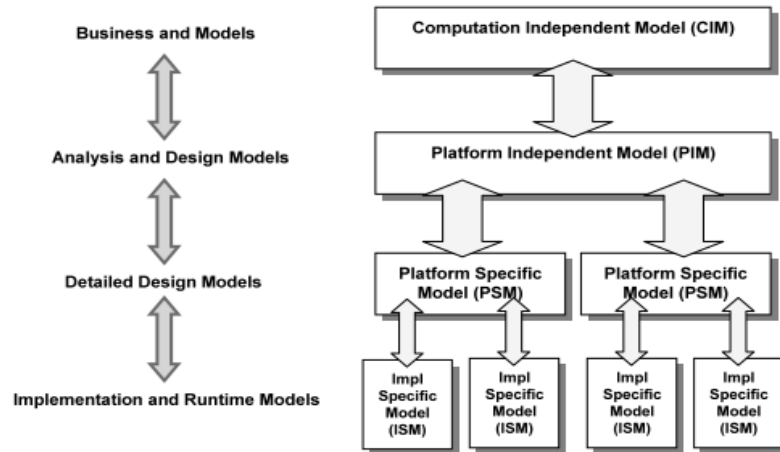 Business and Models
Computation Independent Model (CIM)
Analysis and Design Models
Platform Independent Model (PIM)
Detailed Design Models
Platform Specific
Model (PSM)
Platform Specific
Model (PSM)
Implementation and Runtime Models
Impl
Specific
Model
(ISM)
Impl
Specific
Model
(ISM)
Impl
Specific
Model
(ISM)
Impl
Specific
Model
(ISM)